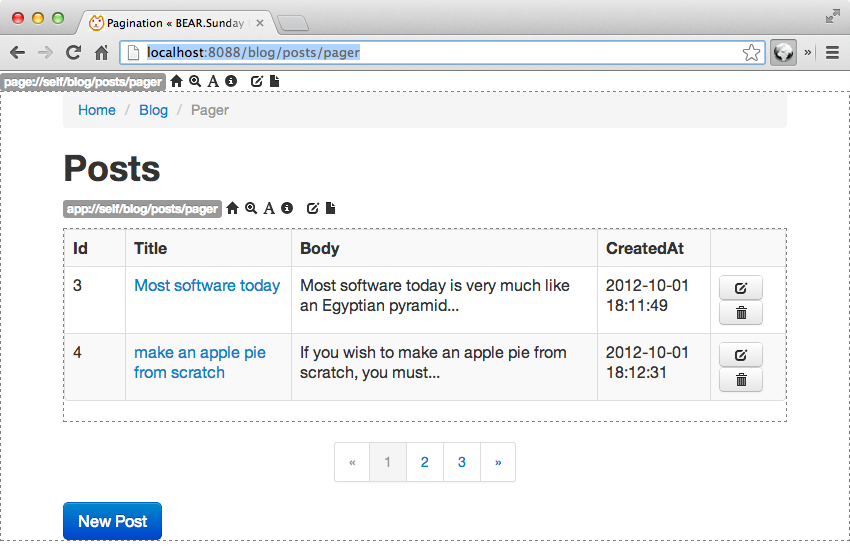 Pagination « BEAR.Sunday
localhost:8088/blog/posts/pager
page://self/blog/posts/pager
Home / Blog / Pager
Posts
app://self/blog/posts/pager
Id Title Body CreatedAt
3 Most software today Most software today is very much like 2012-10-01
an Egyptian pyramid... 18:11:49
4 make an apple pie If you wish to make an apple pie from 2012-10-01
from scratch scratch, you must... 18:12:31
« 1 2 3 »
New Post